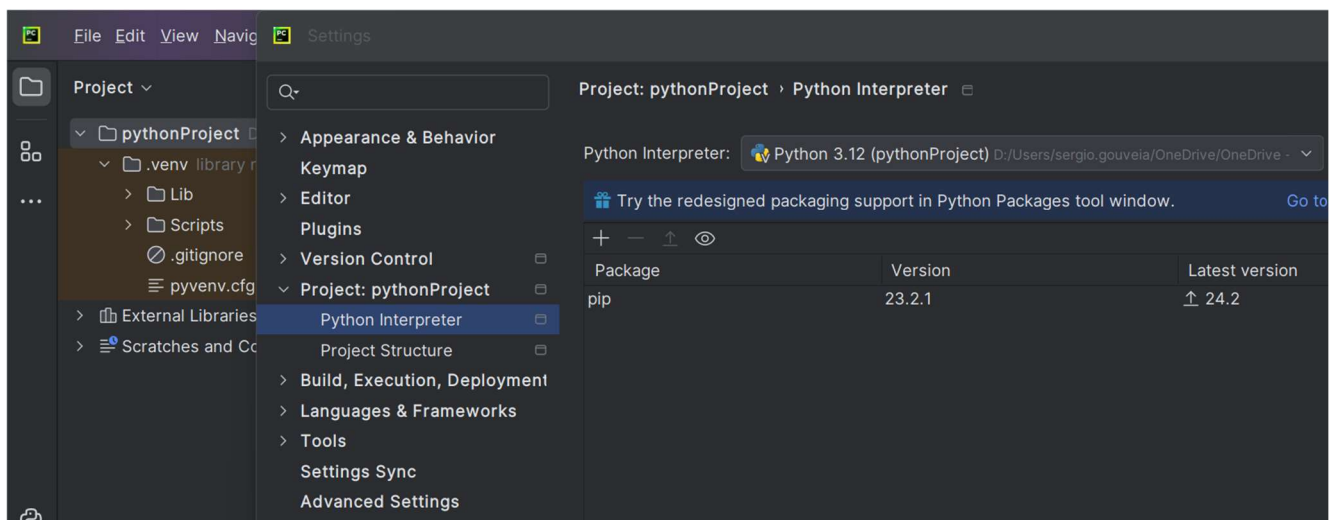 PC File Edit View Navig
PC Settings
Project
pythonProject D
.venv library r
Lib
Scripts
.gitignore
pyvenv.cfg
External Libraries
Scratches and Co
Appearance & Behavior
Keymap
Editor
Plugins
Version Control
Project: pythonProject
Python Interpreter
Project Structure
Build, Execution, Deployment
Languages & Frameworks
Tools
Settings Sync
Advanced Settings
Project: pythonProject › Python Interpreter
Python Interpreter: Python 3.12 (pythonProject) D:/Users/sergio.gouveia/OneDrive/OneDrive -
Try the redesigned packaging support in Python Packages tool window. Go to
Package Version Latest version
pip 23.2.1 24.2